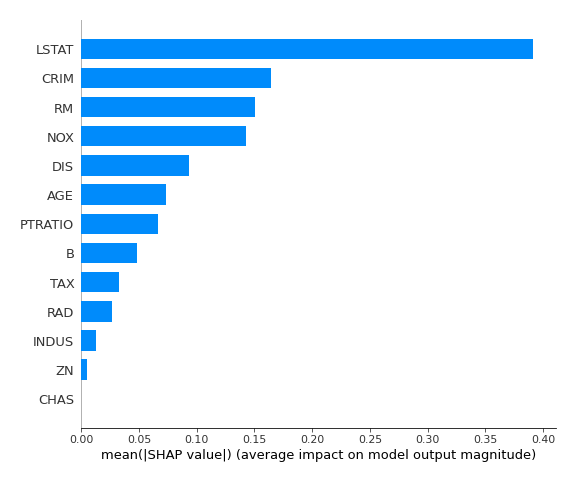 LSTAT
CRIM
RM
NOX
DIS
AGE
PTRATIO
B
TAX
RAD
INDUS
ZN
CHAS
0.00 0.05 0.10 0.15 0.20 0.25 0.30 0.35 0.40
mean(|SHAP value|) (average impact on model output magnitude)